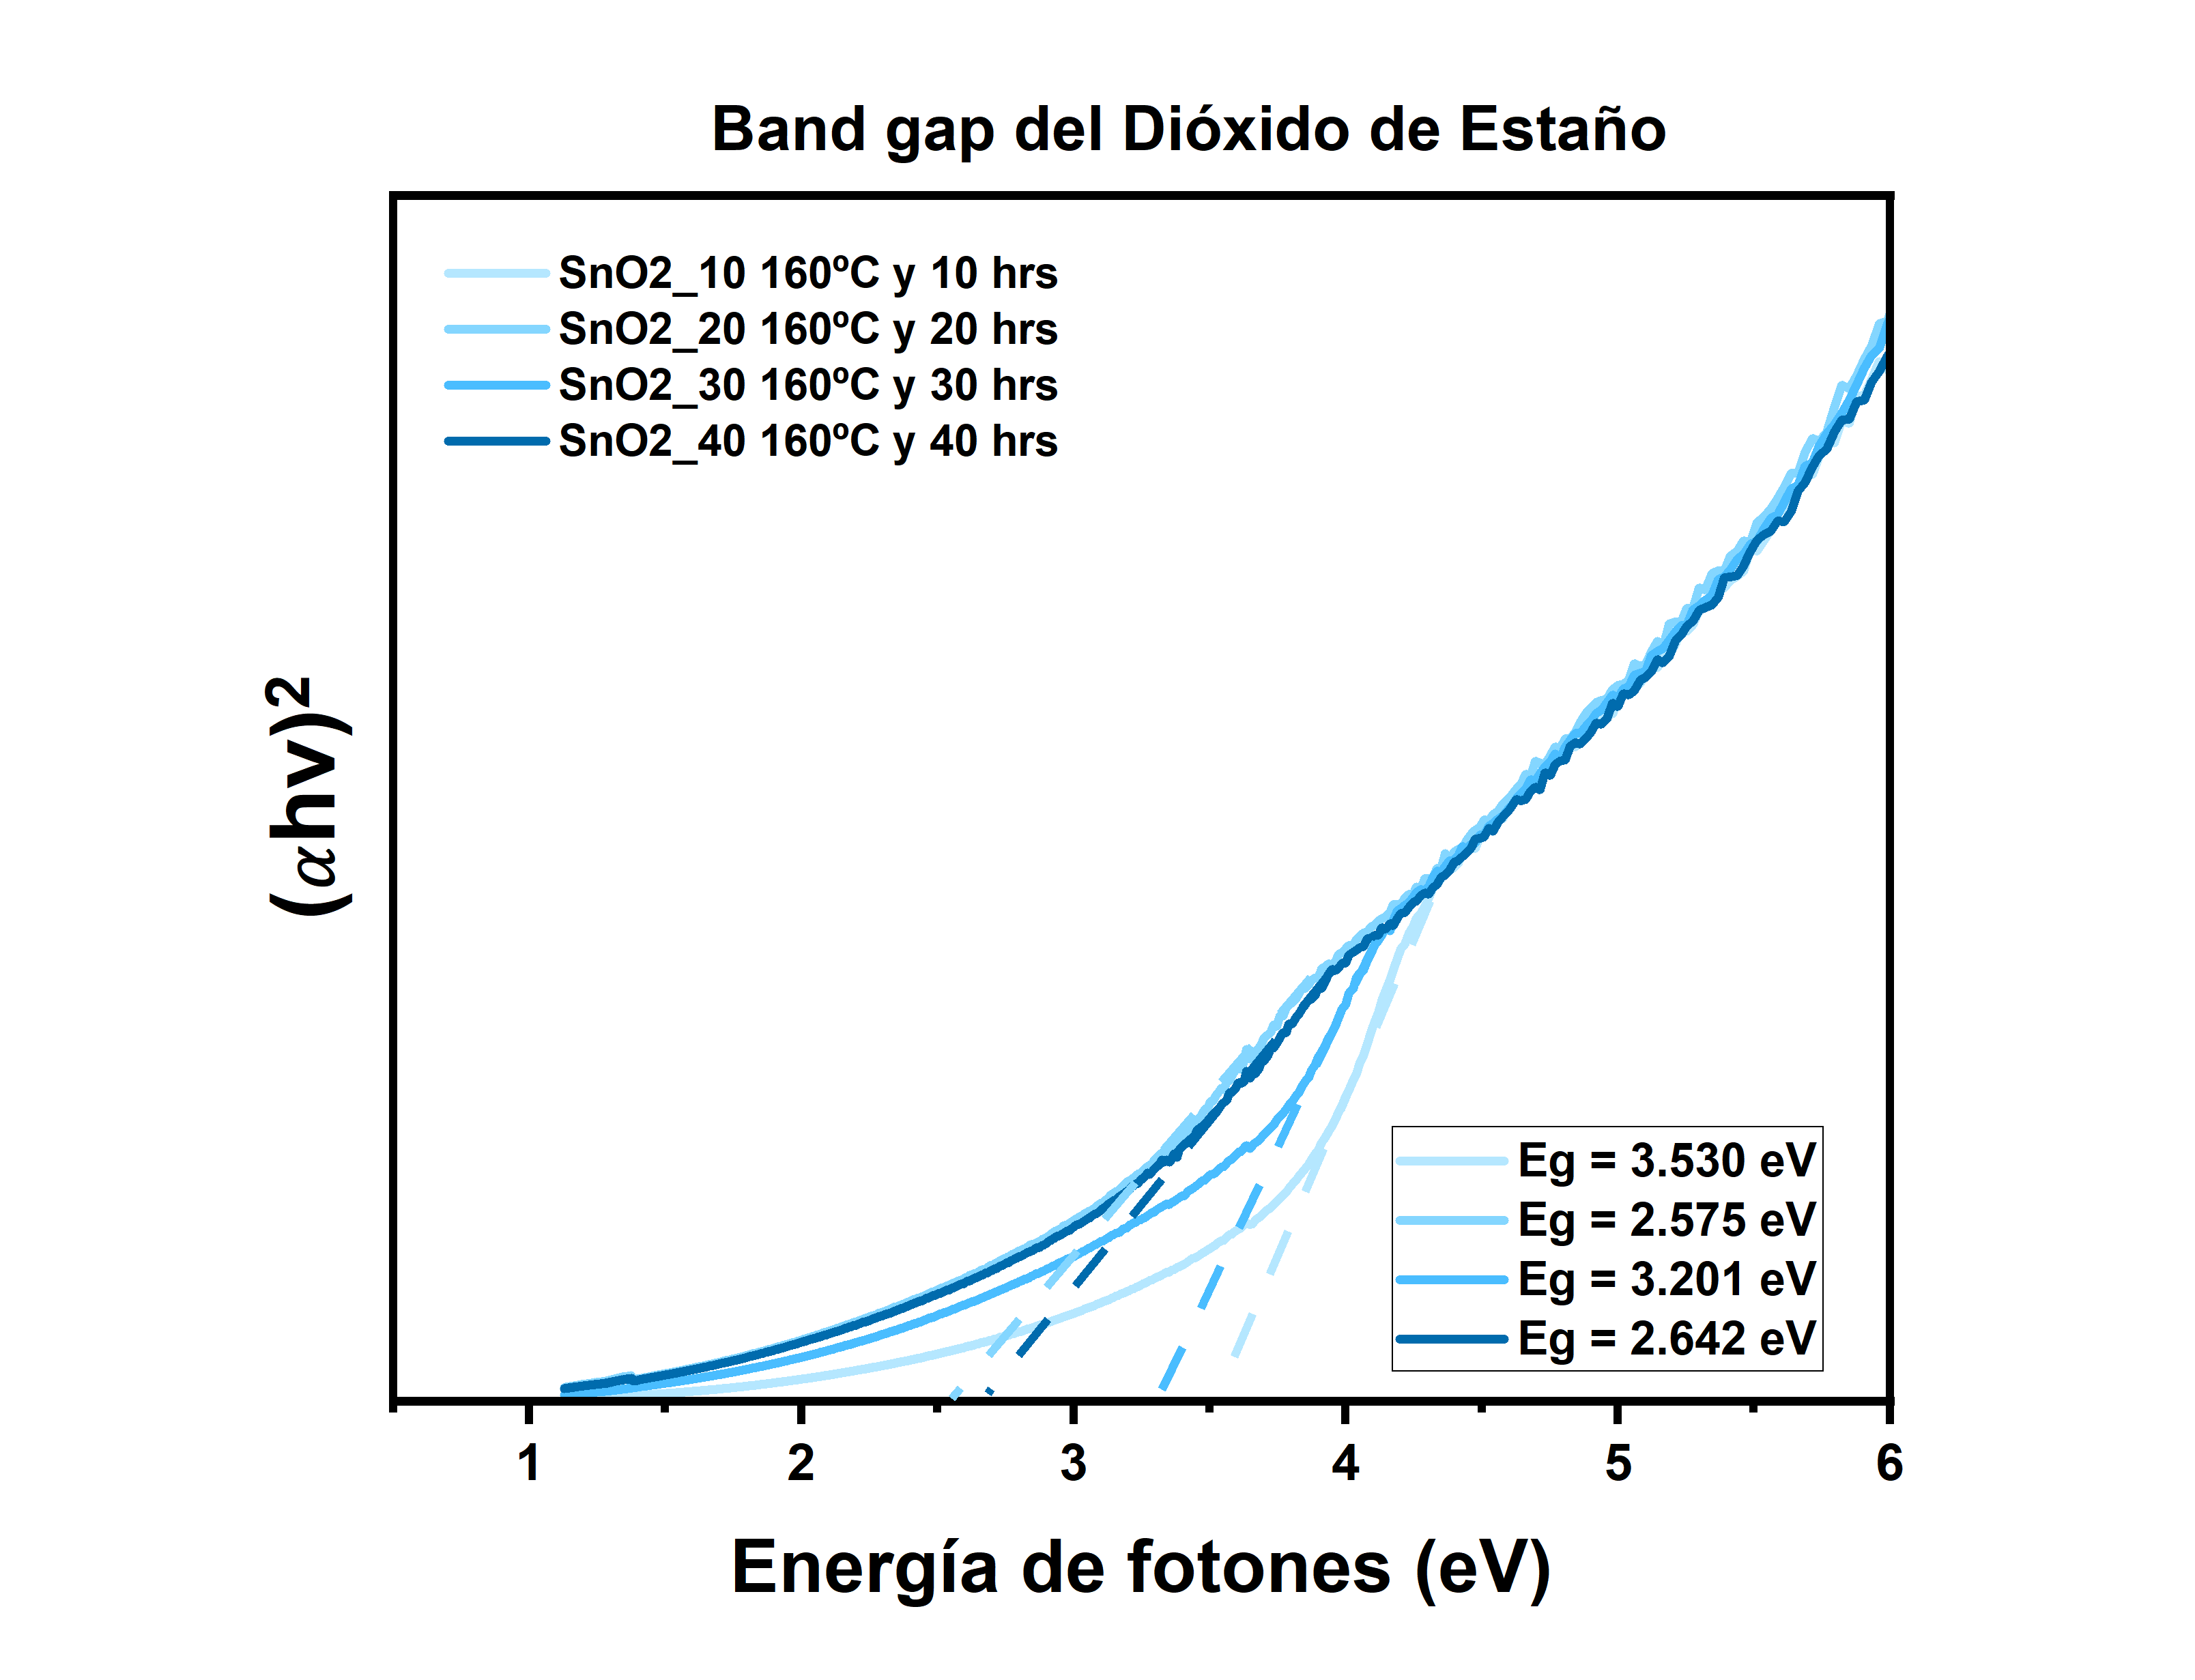 Band gap del Dióxido de Estaño
SnO2_10 160ºC y 10 hrs
SnO2_20 160ºC y 20 hrs
SnO2_30 160ºC y 30 hrs
SnO2_40 160ºC y 40 hrs
(αhv)²
Eg = 3.530 eV
Eg = 2.575 eV
Eg = 3.201 eV
Eg = 2.642 eV
1 2 3 4 5 6
Energía de fotones (eV)